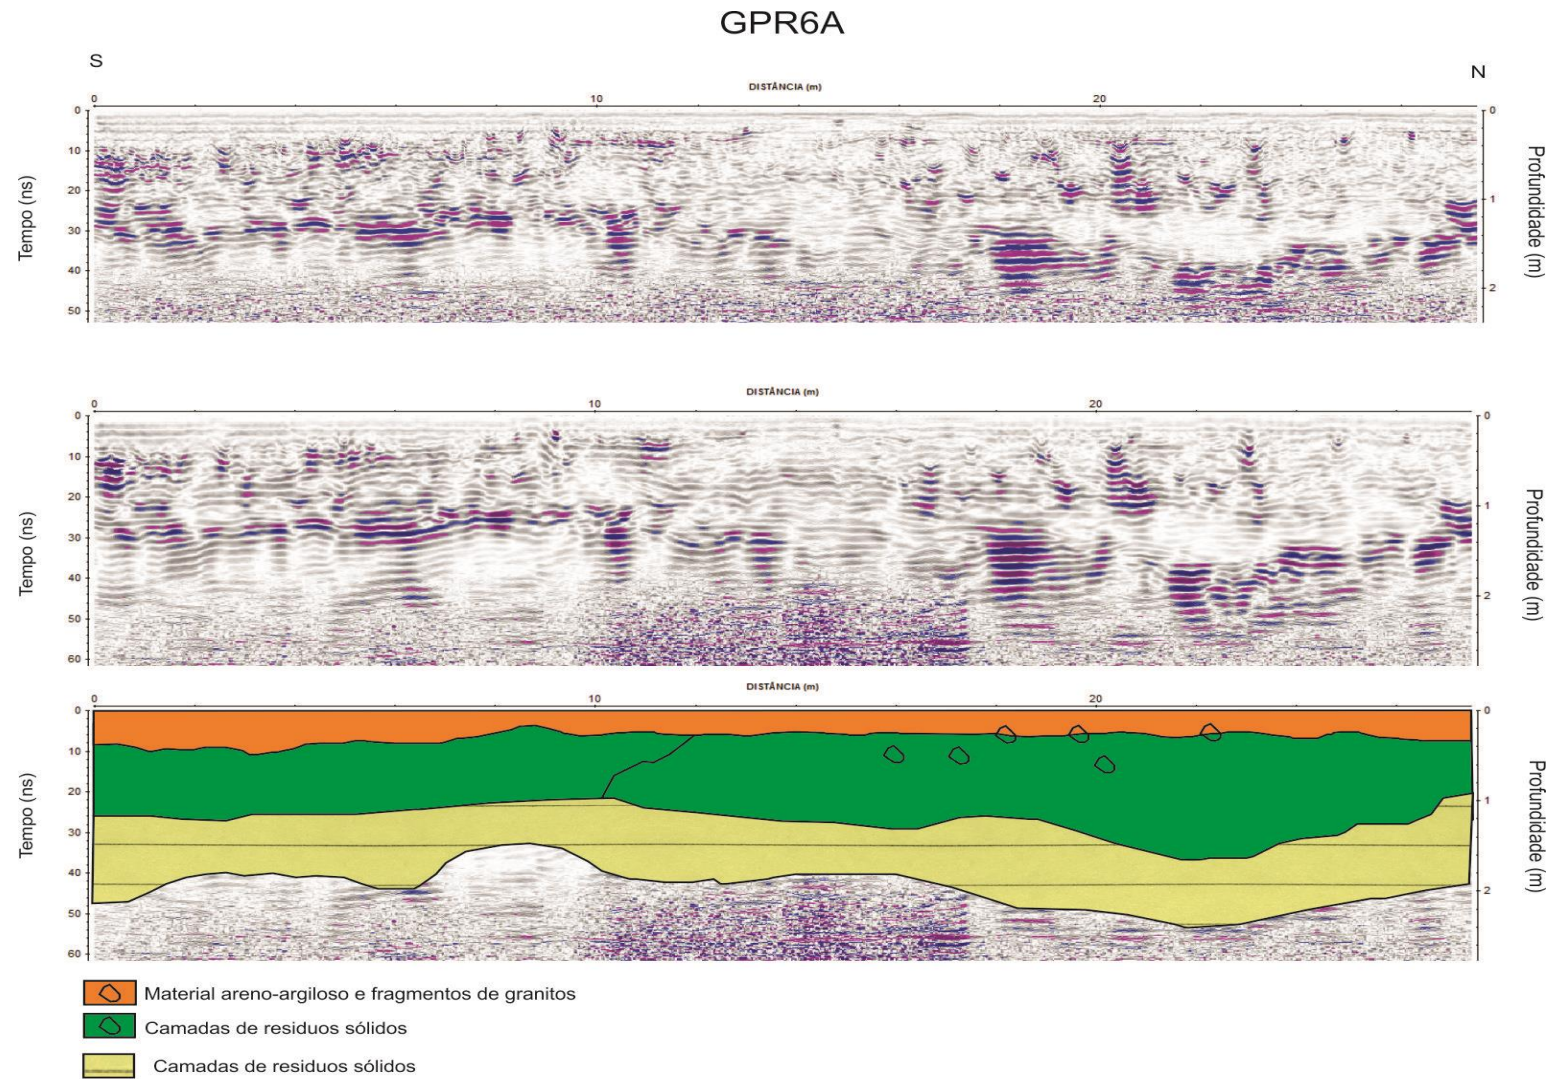 GPR6A
S
N
DISTÂNCIA (m)
0 10 20
Tempo (ns)
0
10
20
30
40
50
Profundidade (m)
0
1
2
DISTÂNCIA (m)
0 10 20
Tempo (ns)
0
10
20
30
40
50
60
Profundidade (m)
0
1
2
DISTÂNCIA (m)
0 10 20
Tempo (ns)
0
10
20
30
40
50
60
Profundidade (m)
0
1
2
Material areno-argiloso e fragmentos de granitos
Camadas de residuos sólidos
Camadas de residuos sólidos